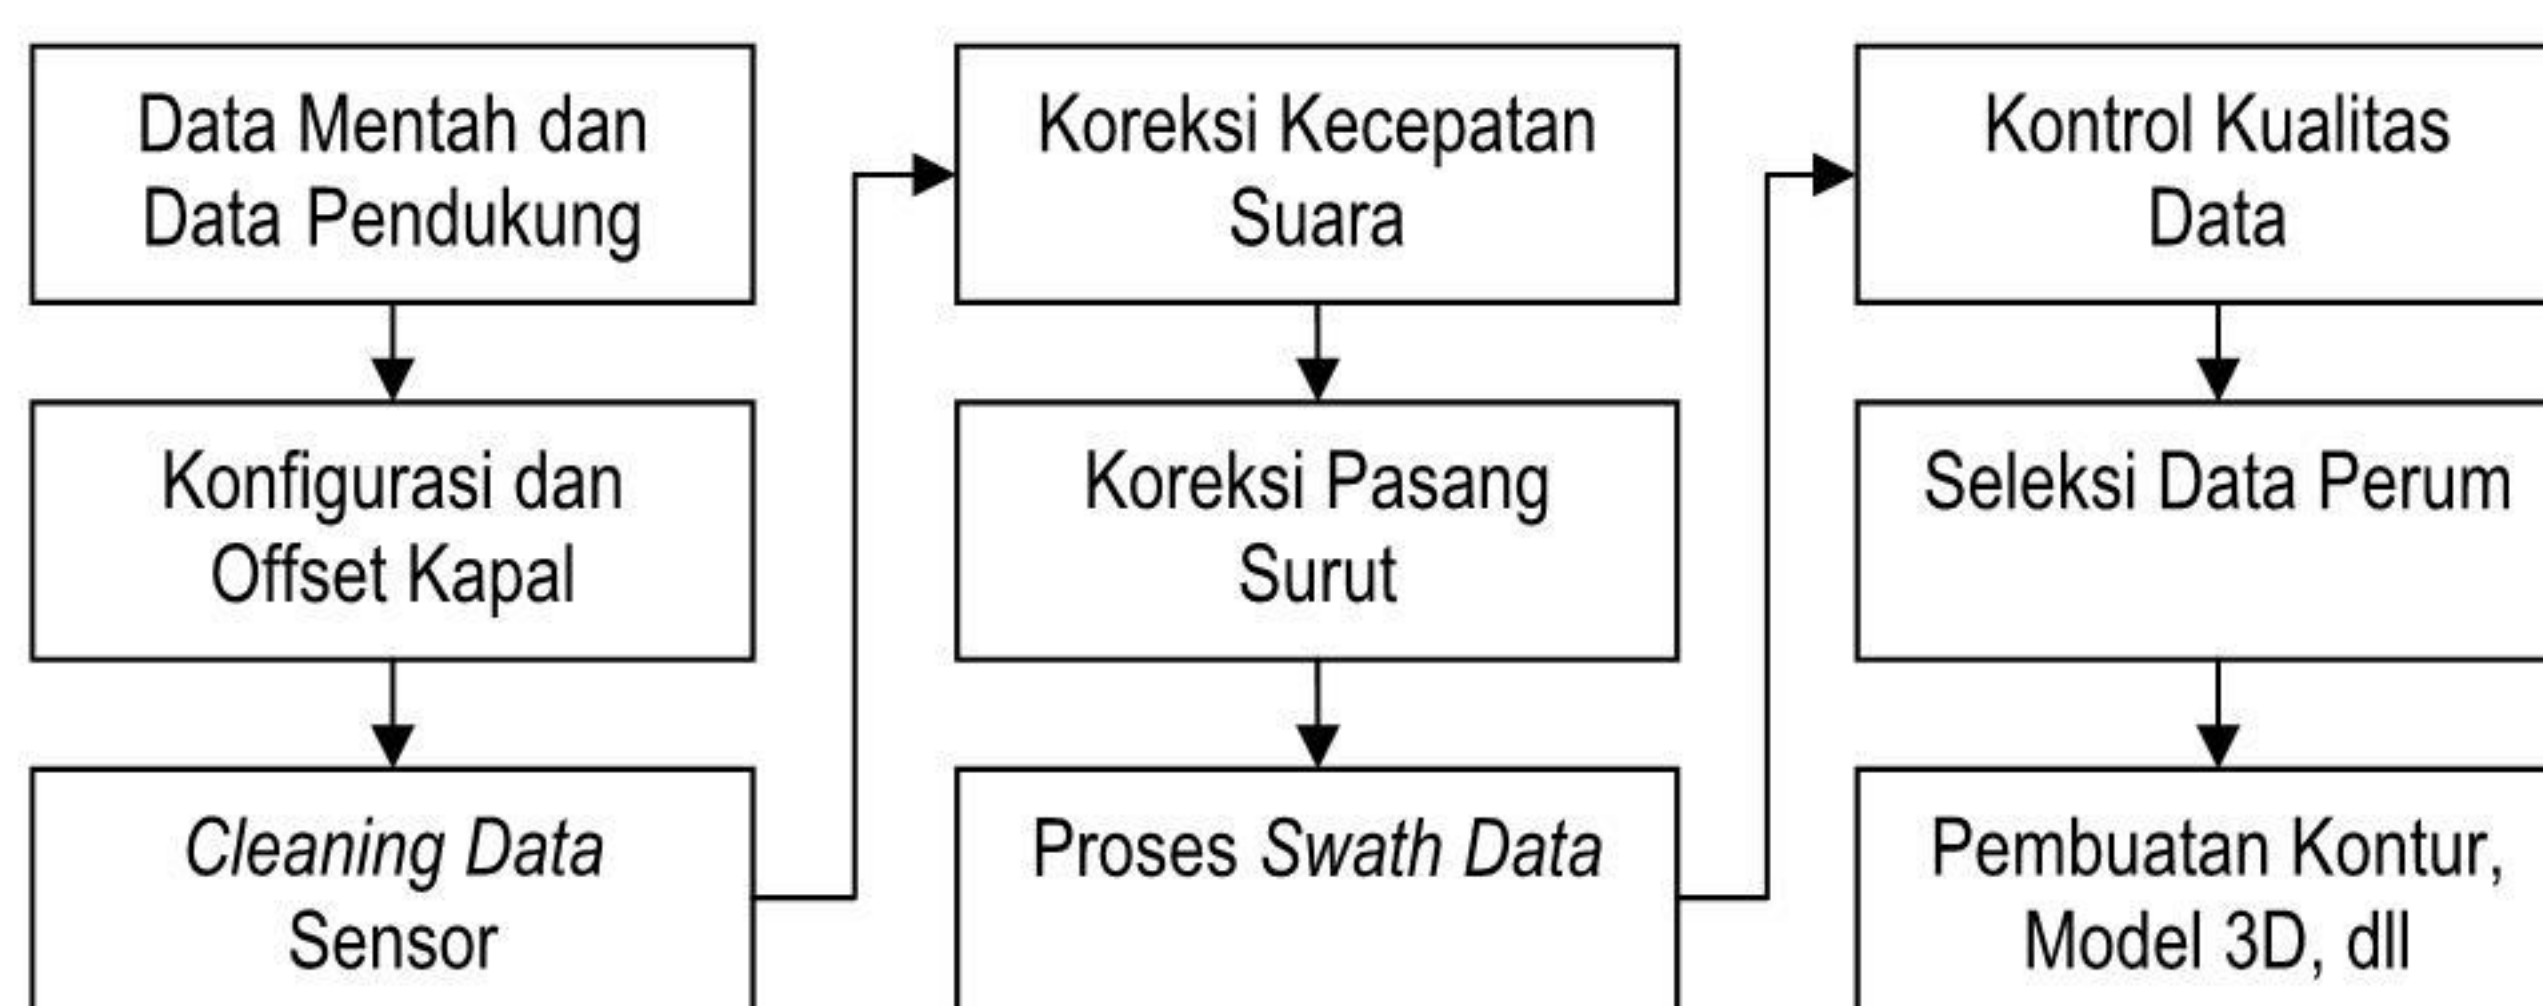 Data Mentah dan
Data Pendukung
Konfigurasi dan
Offset Kapal
Cleaning Data
Sensor
Koreksi Kecepatan
Suara
Koreksi Pasang
Surut
Proses Swath Data
Kontrol Kualitas
Data
Seleksi Data Perum
Pembuatan Kontur,
Model 3D, dll